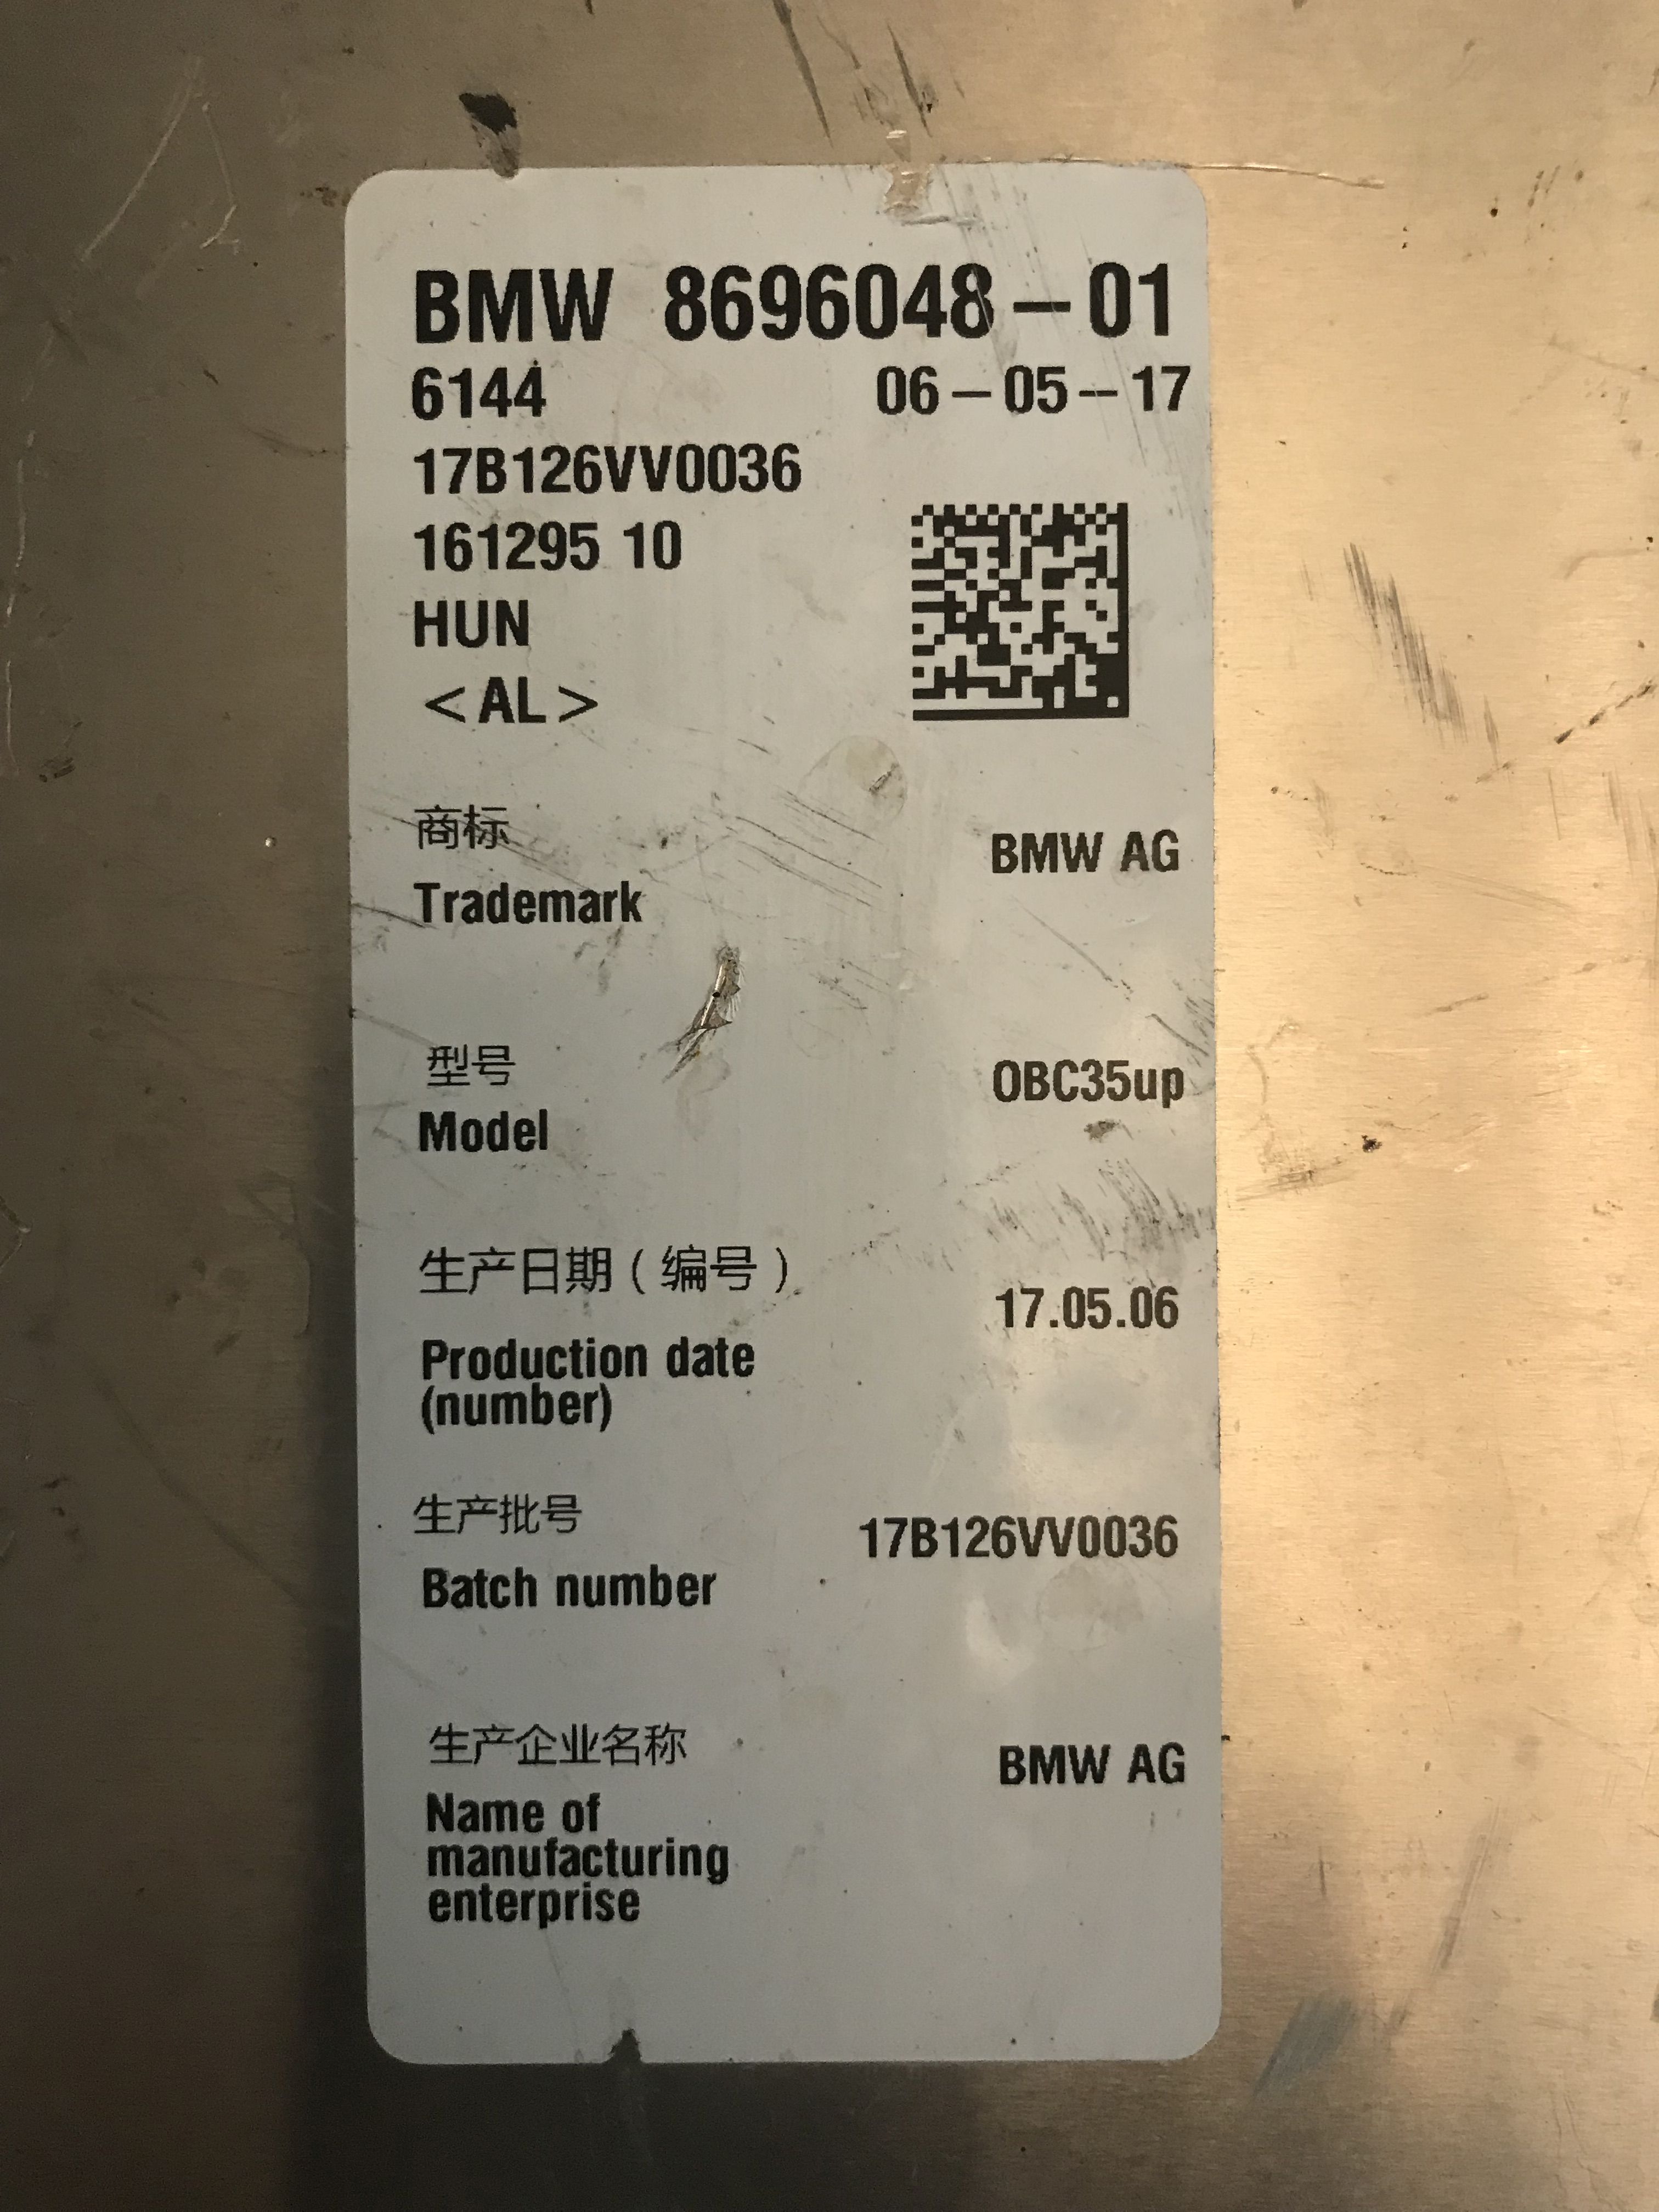 BMW 8696048-01
6144 06-05-17
17B126VV0036
161295 10
HUN
<AL>
商标
BMW AG
Trademark
型号
OBC35up
Model
生产日期（编号）
17.05.06
Production date
(number)
生产批号
17B126VV0036
Batch number
生产企业名称
BMW AG
Name of
manufacturing
enterprise